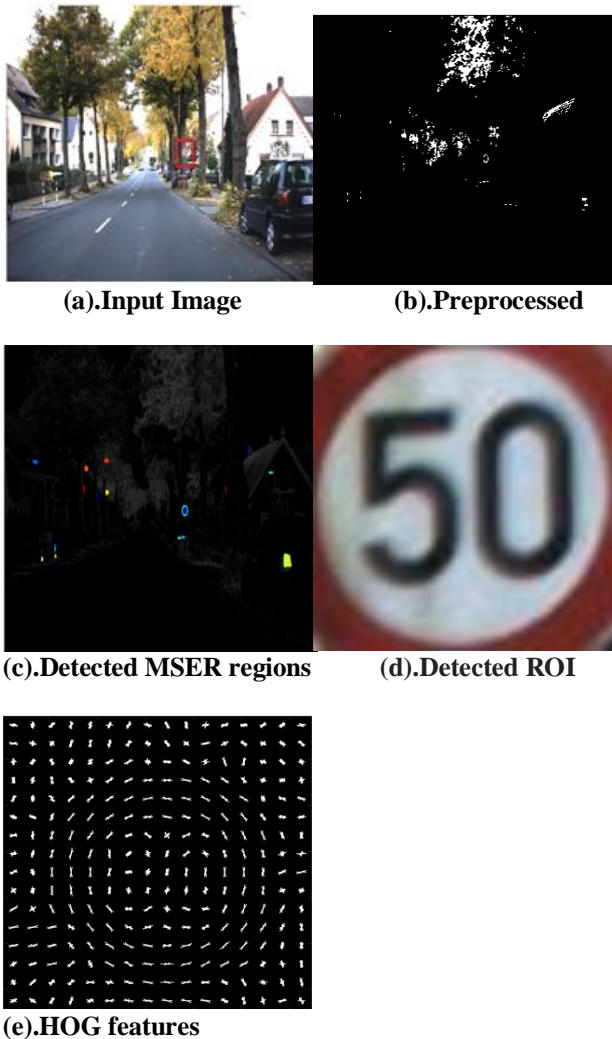 (a).Input Image
(b).Preprocessed
50
(c).Detected MSER regions
(d).Detected ROI
(e).HOG features